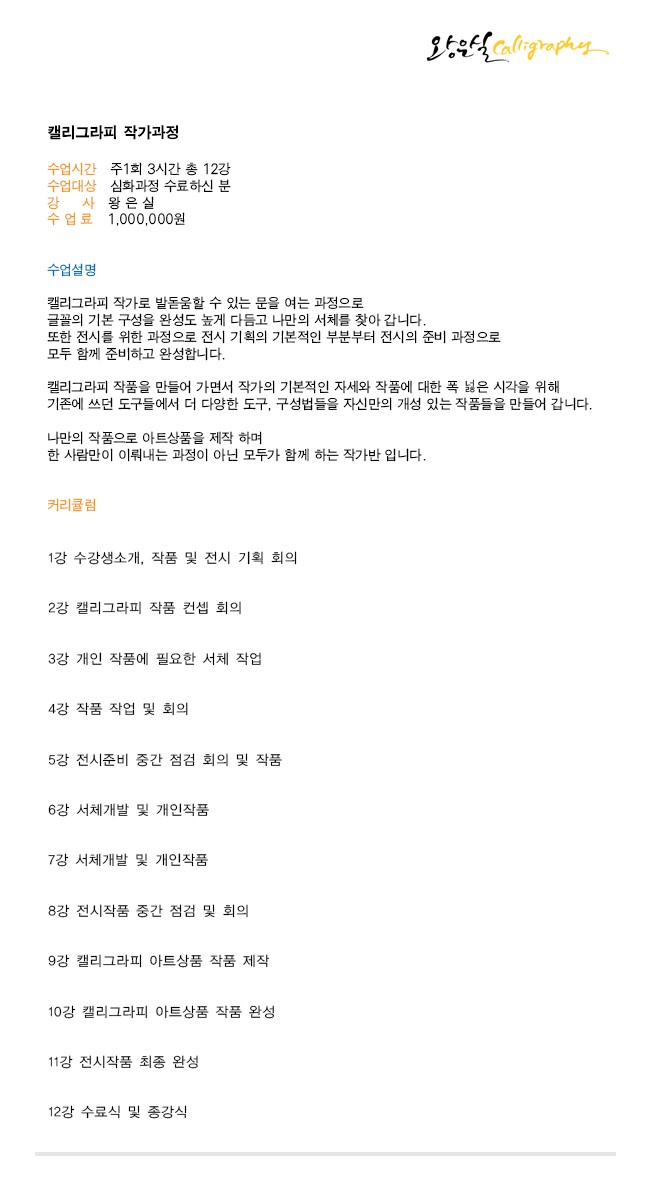 왕은실 Calligraphy
캘리그라피 작가과정
수업시간 주1회 3시간 총 12강
수업대상 심화과정 수료하신 분
강 사 왕 은 실
수 업 료 1,000,000원
수업설명
캘리그라피 작가로 발돋움할 수 있는 문을 여는 과정으로
글꼴의 기본 구성을 완성도 높게 다듬고 나만의 서체를 찾아 갑니다.
또한 전시를 위한 과정으로 전시 기획의 기본적인 부분부터 전시의 준비 과정으로
모두 함께 준비하고 완성합니다.
캘리그라피 작품을 만들어 가면서 작가의 기본적인 자세와 작품에 대한 폭 넓은 시각을 위해
기존에 쓰던 도구들에서 더 다양한 도구, 구성법들을 자신만의 개성 있는 작품들을 만들어 갑니다.
나만의 작품으로 아트상품을 제작 하며
한 사람만이 이뤄내는 과정이 아닌 모두가 함께 하는 작가반 입니다.
커리큘럼
1강 수강생소개, 작품 및 전시 기획 회의
2강 캘리그라피 작품 컨셉 회의
3강 개인 작품에 필요한 서체 작업
4강 작품 작업 및 회의
5강 전시준비 중간 점검 회의 및 작품
6강 서체개발 및 개인작품
7강 서체개발 및 개인작품
8강 전시작품 중간 점검 및 회의
9강 캘리그라피 아트상품 작품 제작
10강 캘리그라피 아트상품 작품 완성
11강 전시작품 최종 완성
12강 수료식 및 종강식